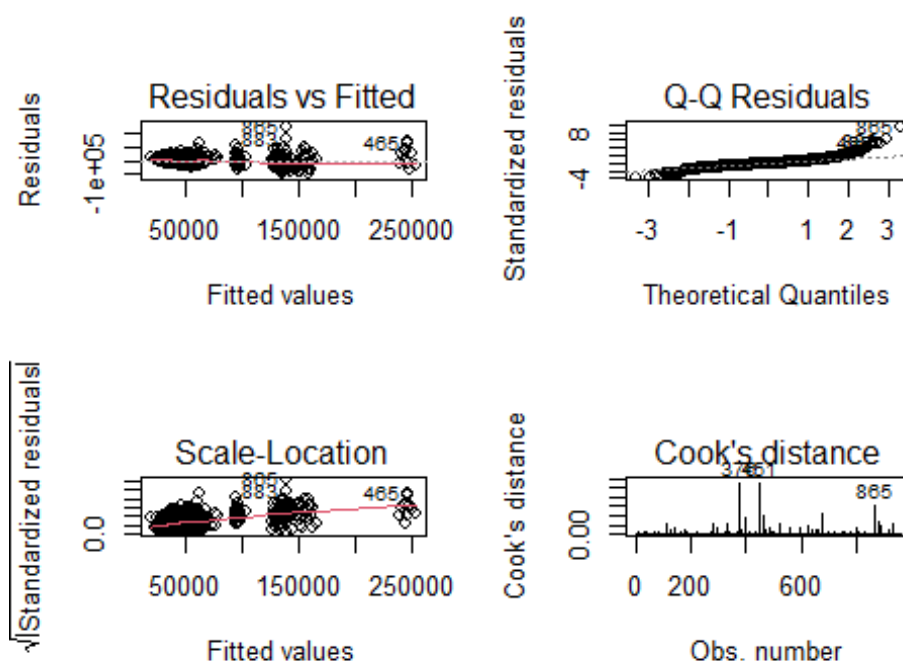 Residuals vs Fitted
Residuals
-1e+05
865
883
465
50000 150000 250000
Fitted values
Q-Q Residuals
Standardized residuals
-4 8
865
-3 -1 1 2 3
Theoretical Quantiles
Scale-Location
√|Standardized residuals|
0.0
865
883
465
50000 150000 250000
Fitted values
Cook's distance
Cook's distance
0.00
865
0 200 600
Obs. number